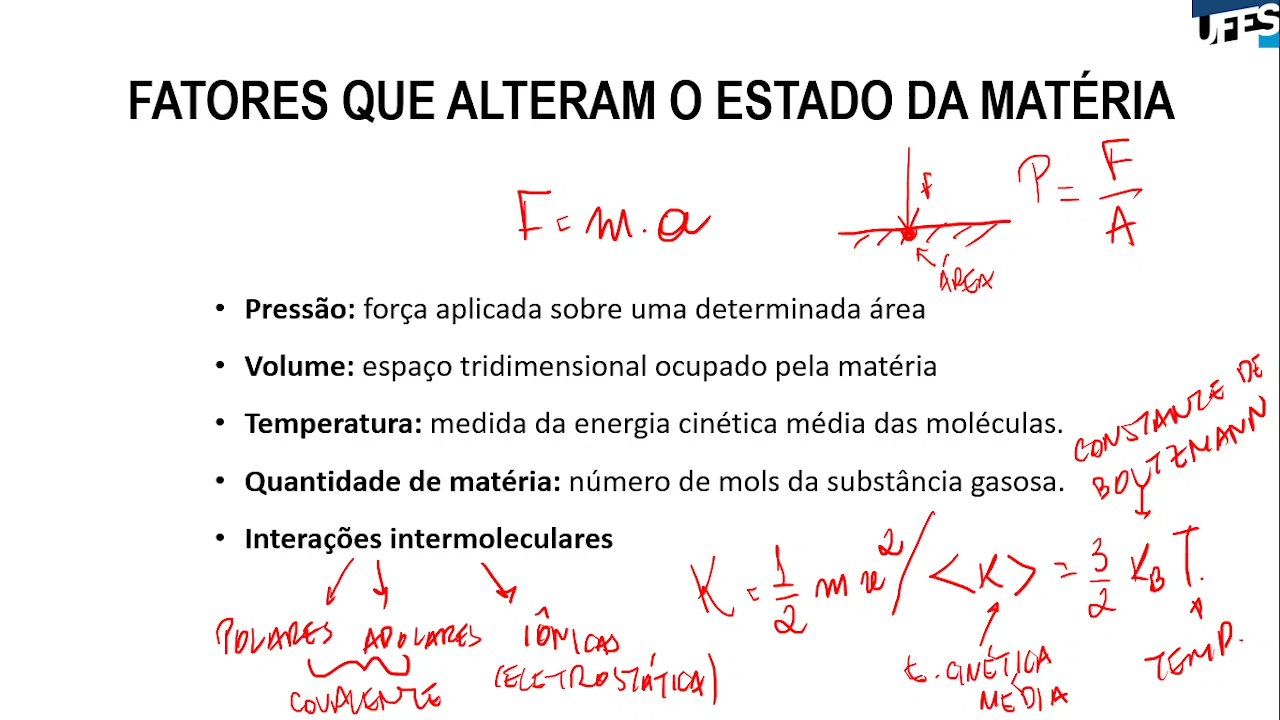 UFES
FATORES QUE ALTERAM O ESTADO DA MATÉRIA
F = m.a
F
ÁREA
P = F/A
• Pressão: força aplicada sobre uma determinada área
• Volume: espaço tridimensional ocupado pela matéria
• Temperatura: medida da energia cinética média das moléculas.
• Quantidade de matéria: número de mols da substância gasosa.
• Interações intermoleculares
CONSTANTE DE
BOLTZMANN
K = 1/2 m v² / <K> = 3/2 K_B T.
POLARES APOLARES IÔNICAS
COVALENTE (ELETROSTÁTICA)
E. CINÉTICA
MÉDIA
TEMP.